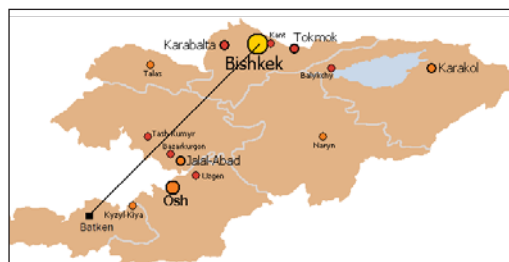 Kant
Karabalta
Tokmok
Bishkek
Talas
Balykchy
Karakol
Tash-Kumyr
Naryn
Bazarkurgon
Jalal-Abad
Uzgen
Osh
Kyzyl-Kiya
Batken